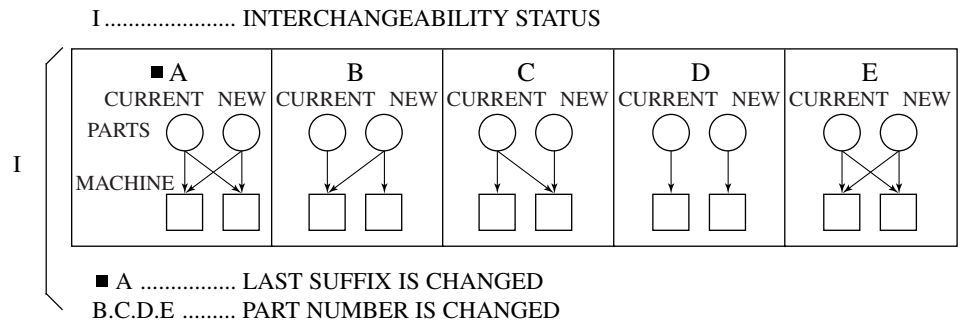 I ...................... INTERCHANGEABILITY STATUS
■ A B C D E
CURRENT NEW CURRENT NEW CURRENT NEW CURRENT NEW CURRENT NEW
PARTS
I
MACHINE
■ A ................ LAST SUFFIX IS CHANGED
B.C.D.E ......... PART NUMBER IS CHANGED